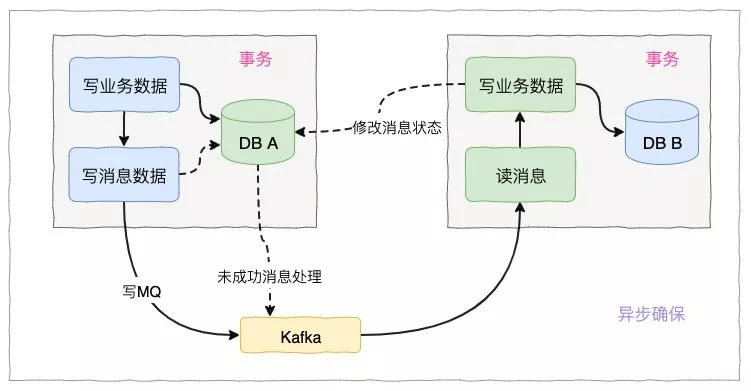 事务
写业务数据
DB A
写消息数据
修改消息状态
事务
写业务数据
DB B
读消息
未成功消息处理
写MQ
Kafka
异步确保